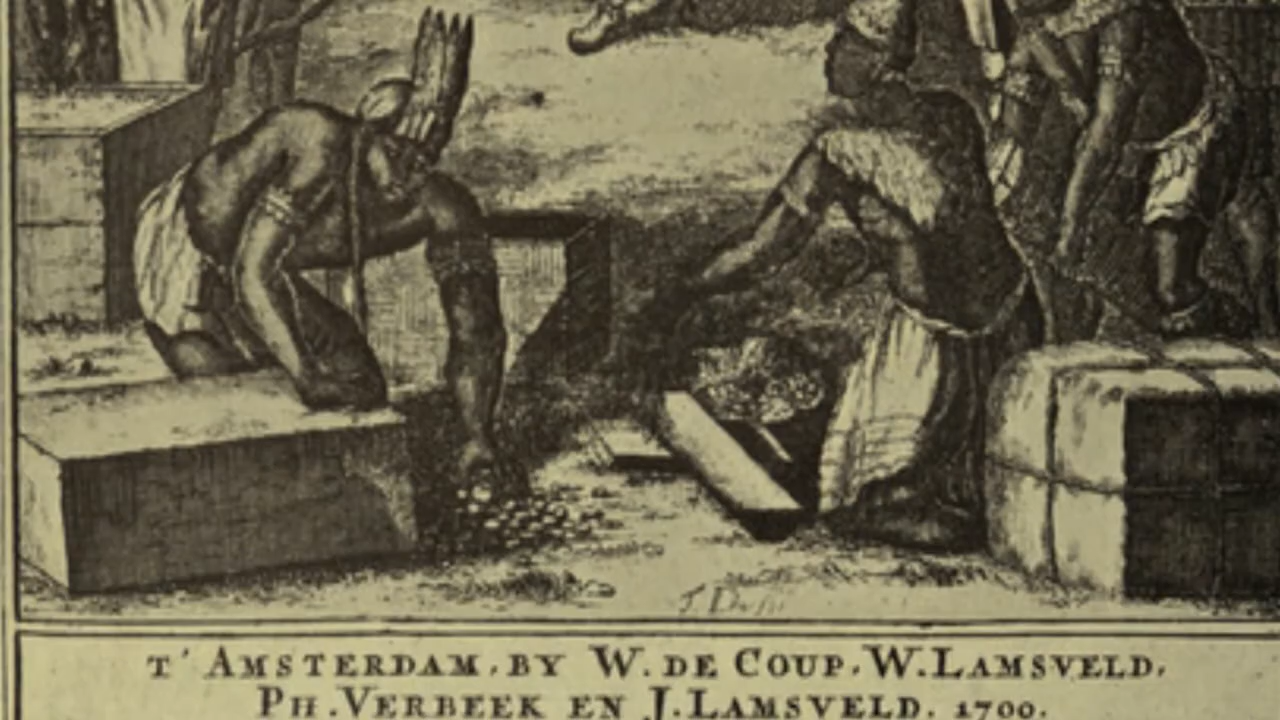 T' AMSTERDAM, BY W. DE COUP. W. LAMSVELD,
PH. VERBEEK EN J. LAMSVELD. 1700.